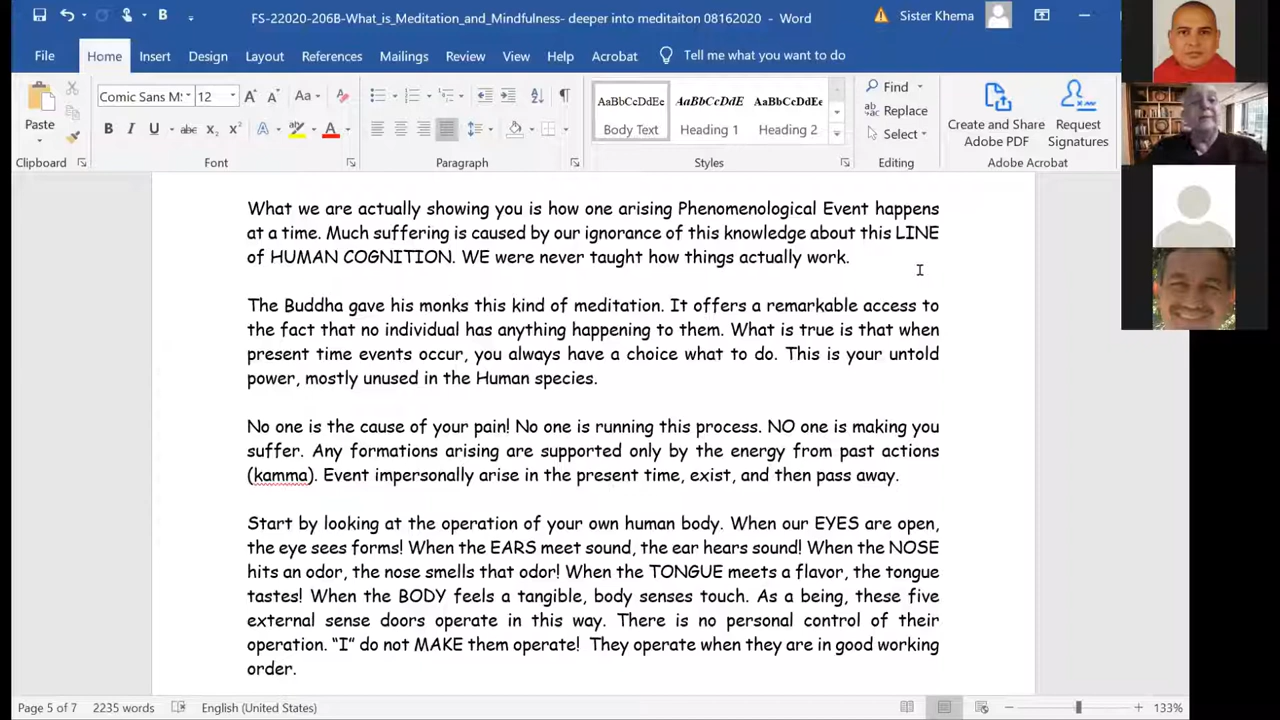 FS-22020-206B-What_is_Meditation_and_Mindfulness- deeper into meditaiton 08162020 - Word
Sister Khema
File Home Insert Design Layout References Mailings Review View Help Acrobat Tell me what you want to do
Paste
Comic Sans M 12
Aa
B I U abc X₂ X²
AaBbCcDdEe AaBbCcDdE AaBbCcDdEe
Body Text Heading 1 Heading 2
Find
Replace
Select
Create and Share Adobe PDF
Request Signatures
Clipboard Font Paragraph Styles Editing Adobe Acrobat
What we are actually showing you is how one arising Phenomenological Event happens
at a time. Much suffering is caused by our ignorance of this knowledge about this LINE
of HUMAN COGNITION. WE were never taught how things actually work.
The Buddha gave his monks this kind of meditation. It offers a remarkable access to
the fact that no individual has anything happening to them. What is true is that when
present time events occur, you always have a choice what to do. This is your untold
power, mostly unused in the Human species.
No one is the cause of your pain! No one is running this process. NO one is making you
suffer. Any formations arising are supported only by the energy from past actions
(kamma). Event impersonally arise in the present time, exist, and then pass away.
Start by looking at the operation of your own human body. When our EYES are open,
the eye sees forms! When the EARS meet sound, the ear hears sound! When the NOSE
hits an odor, the nose smells that odor! When the TONGUE meets a flavor, the tongue
tastes! When the BODY feels a tangible, body senses touch. As a being, these five
external sense doors operate in this way. There is no personal control of their
operation. “I” do not MAKE them operate!  They operate when they are in good working
order.
Page 5 of 7 2235 words English (United States) 133%